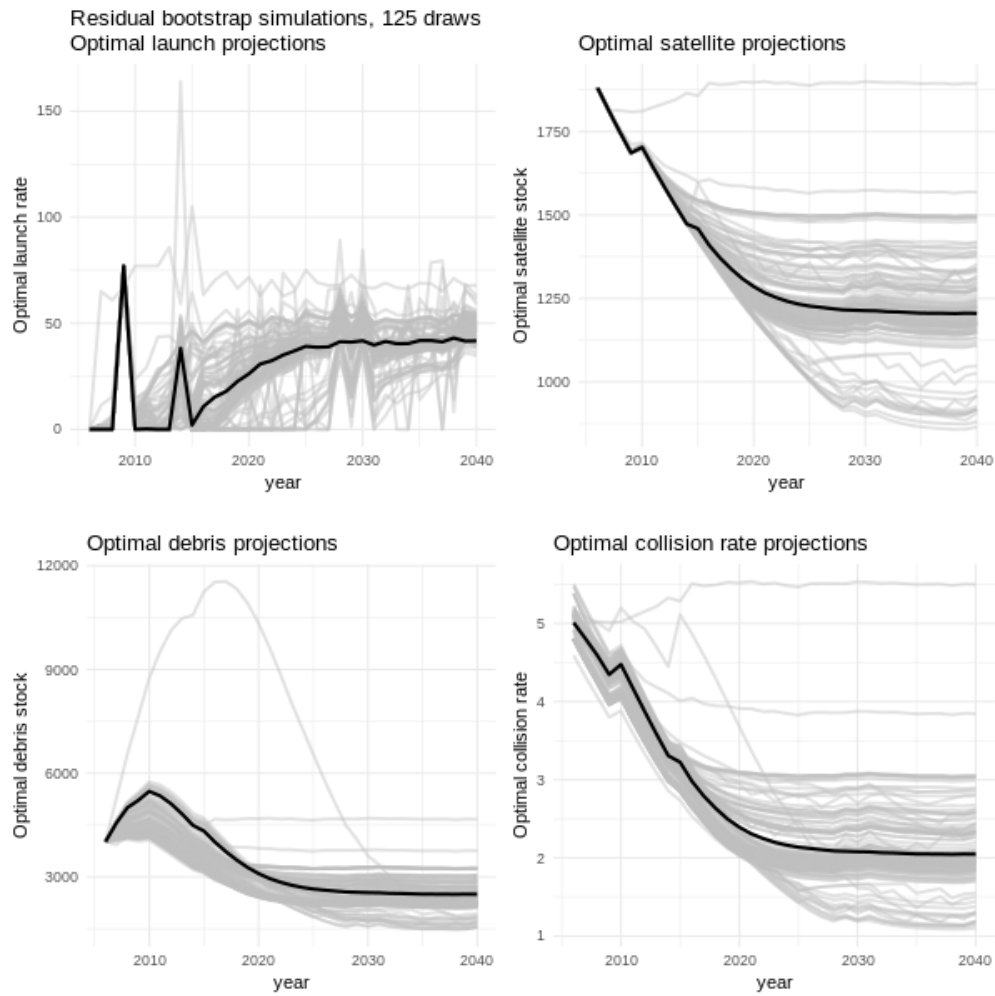 Residual bootstrap simulations, 125 draws
Optimal launch projections
Optimal launch rate
150
100
50
0
2010
2020
2030
2040
year
Optimal satellite projections
Optimal satellite stock
1750
1500
1250
1000
2010
2020
2030
2040
year
Optimal debris projections
Optimal debris stock
12000
9000
6000
3000
2010
2020
2030
2040
year
Optimal collision rate projections
Optimal collision rate
5
4
3
2
1
2010
2020
2030
2040
year